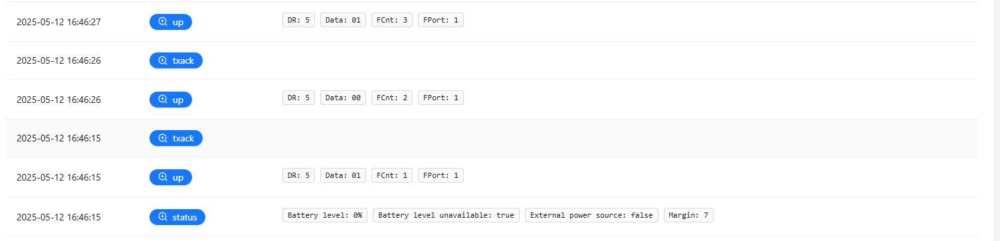 2025-05-12 16:46:27 up DR: 5 Data: 01 FCnt: 3 FPort: 1
2025-05-12 16:46:26 txack
2025-05-12 16:46:26 up DR: 5 Data: 00 FCnt: 2 FPort: 1
2025-05-12 16:46:15 txack
2025-05-12 16:46:15 up DR: 5 Data: 01 FCnt: 1 FPort: 1
2025-05-12 16:46:15 status Battery level: 0% Battery level unavailable: true External power source: false Margin: 7